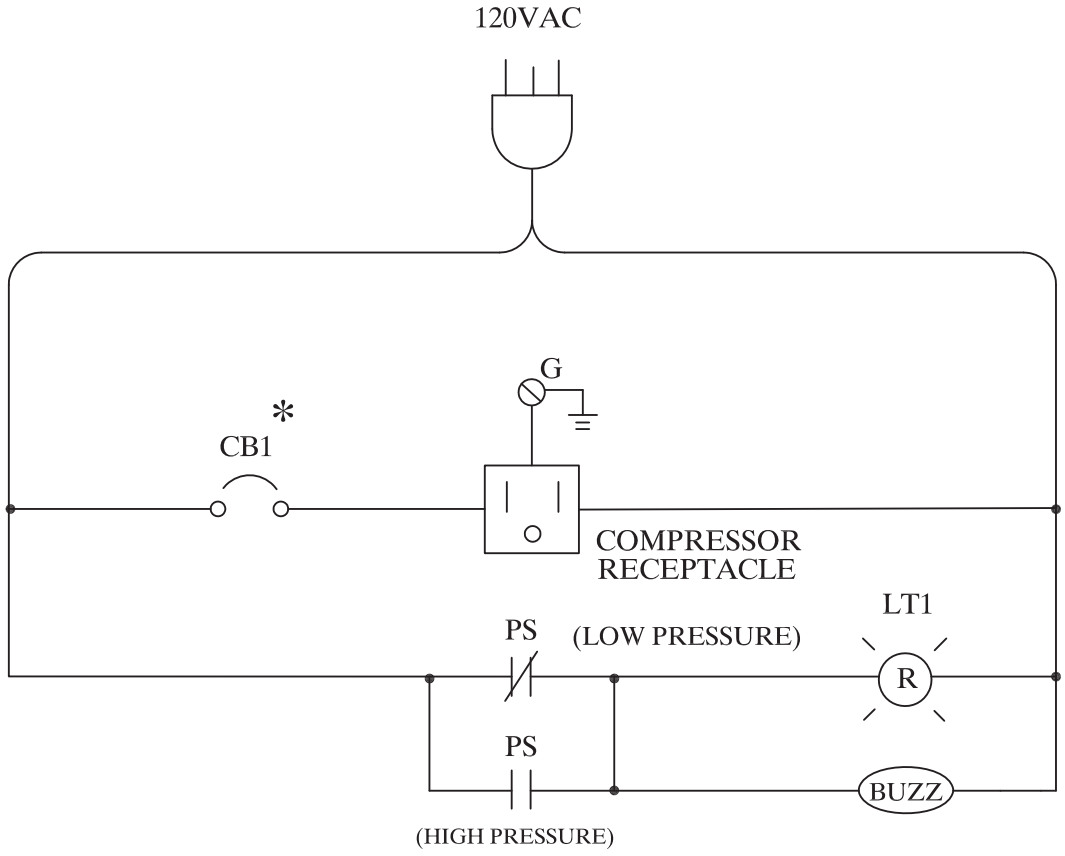 120VAC
G
*
CB1
COMPRESSOR
RECEPTACLE
LT1
PS
(LOW PRESSURE)
R
PS
BUZZ
(HIGH PRESSURE)